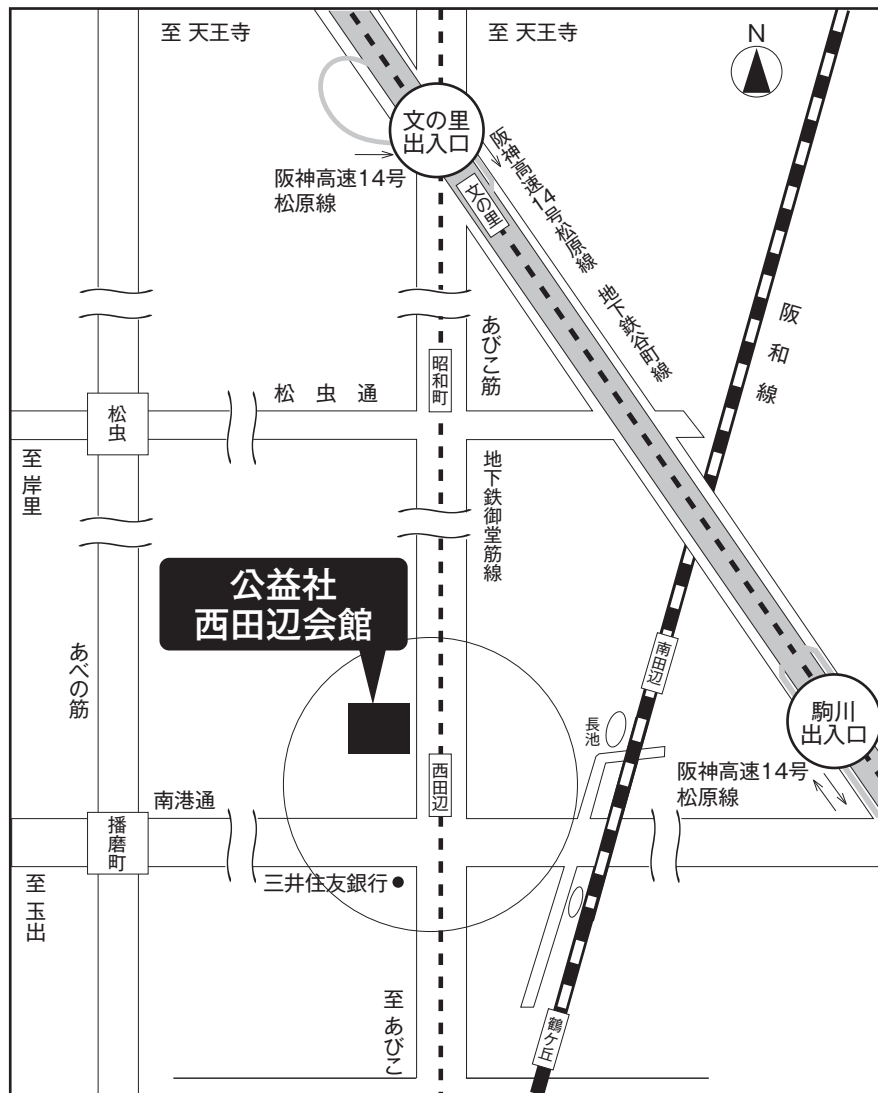 至 天王寺
至 天王寺
N
文の里
出入口
阪神高速14号
松原線
文の里
阪神高速14号松原線
地下鉄谷町線
阪和線
あびこ筋
昭和町
松虫通
松虫
至 岸里
地下鉄御堂筋線
公益社
西田辺会館
あべの筋
南田辺
長池
駒川
出入口
阪神高速14号
松原線
西田辺
南港通
播磨町
三井住友銀行
至 玉出
至 あびこ
鶴ケ丘